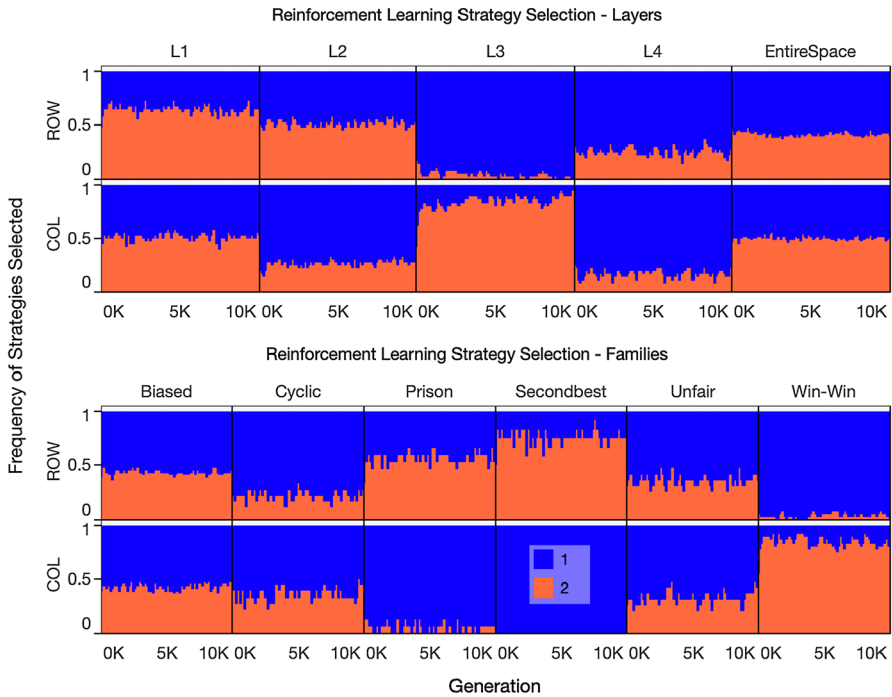 Reinforcement Learning Strategy Selection - Layers
L1 L2 L3 L4 EntireSpace
ROW
1
0.5
0
COL
1
0.5
0
0K 5K 10K 0K 5K 10K 0K 5K 10K 0K 5K 10K 0K 5K 10K
Frequency of Strategies Selected
Reinforcement Learning Strategy Selection - Families
Biased Cyclic Prison Secondbest Unfair Win-Win
ROW
1
0.5
0
COL
1
0.5
0
1
2
0K 5K 10K 0K 5K 10K 0K 5K 10K 0K 5K 10K 0K 5K 10K 0K 5K 10K
Generation